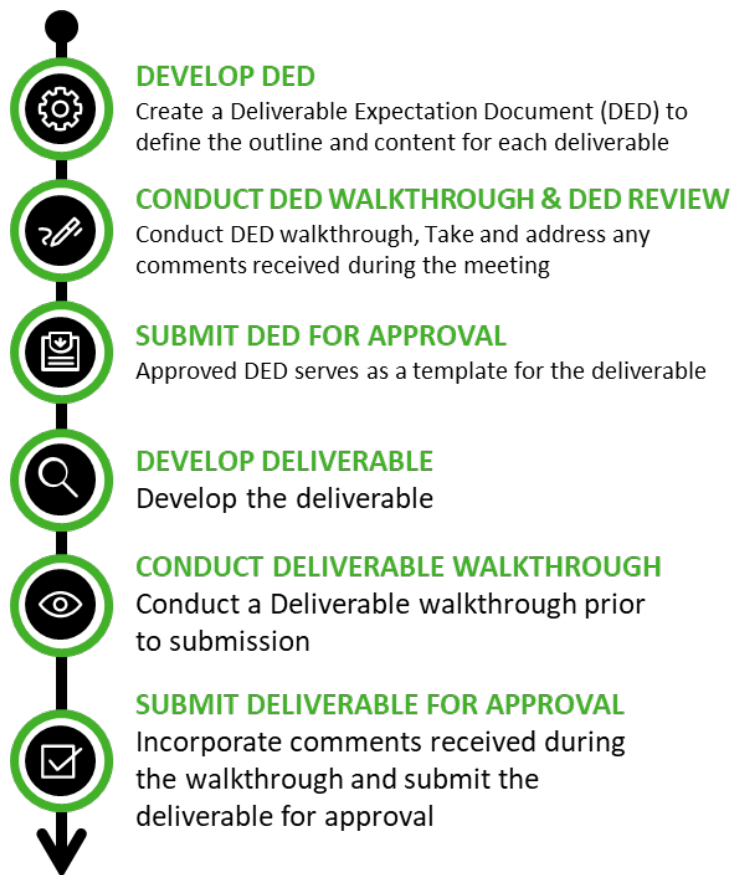 DEVELOP DED
Create a Deliverable Expectation Document (DED) to
define the outline and content for each deliverable
CONDUCT DED WALKTHROUGH & DED REVIEW
Conduct DED walkthrough, Take and address any
comments received during the meeting
SUBMIT DED FOR APPROVAL
Approved DED serves as a template for the deliverable
DEVELOP DELIVERABLE
Develop the deliverable
CONDUCT DELIVERABLE WALKTHROUGH
Conduct a Deliverable walkthrough prior
to submission
SUBMIT DELIVERABLE FOR APPROVAL
Incorporate comments received during
the walkthrough and submit the
deliverable for approval